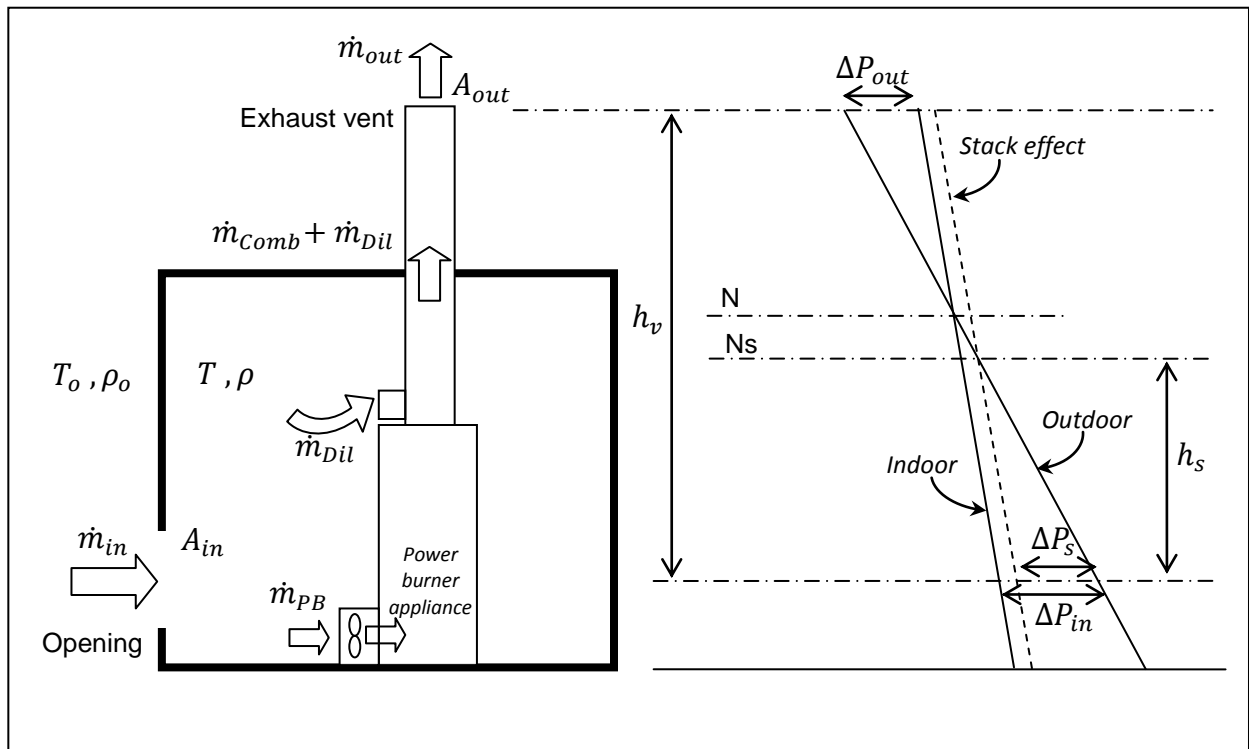 ṁ_out
A_out
Exhaust vent
ṁ_Comb + ṁ_Dil
T_o , ρ_o
T , ρ
ṁ_Dil
ṁ_in
A_in
Opening
ṁ_PB
Power
burner
appliance
ΔP_out
Stack effect
h_v
N
Ns
Outdoor
Indoor
h_s
ΔP_s
ΔP_in